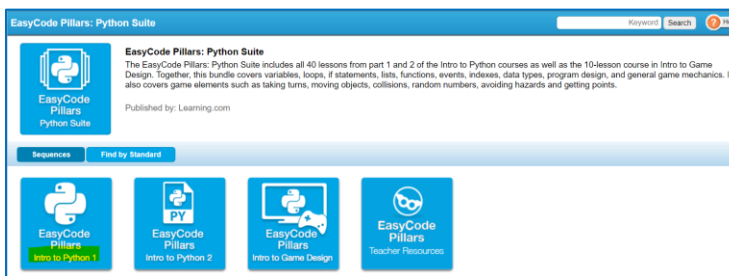 EasyCode Pillars: Python Suite
Keyword
Search
?
EasyCode Pillars: Python Suite
The EasyCode Pillars: Python Suite includes all 40 lessons from part 1 and 2 of the Intro to Python courses as well as the 10-lesson course in Intro to Game
Design. Together, this bundle covers variables, loops, if statements, lists, functions, events, indexes, data types, program design, and general game mechanics.
also covers game elements such as taking turns, moving objects, collisions, random numbers, avoiding hazards and getting points.
Published by: Learning.com
EasyCode
Pillars
Python Suite
Sequences
Find by Standard
EasyCode
Pillars
Intro to Python 1
PY
EasyCode
Pillars
Intro to Python 2
EasyCode
Pillars
Intro to Game Design
EasyCode
Pillars
Teacher Resources